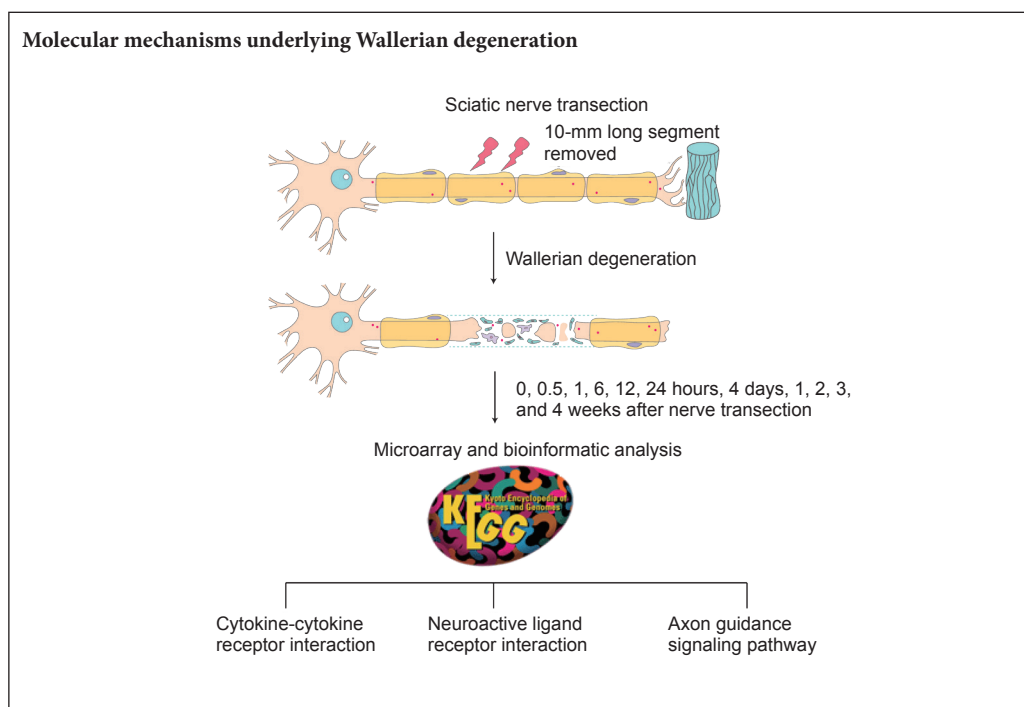 Molecular mechanisms underlying Wallerian degeneration
Sciatic nerve transection
10-mm long segment
removed
Wallerian degeneration
0, 0.5, 1, 6, 12, 24 hours, 4 days, 1, 2, 3,
and 4 weeks after nerve transection
Microarray and bioinformatic analysis
KEGG
Kyoto Encyclopedia of
Genes and Genomes
Cytokine-cytokine
receptor interaction
Neuroactive ligand
receptor interaction
Axon guidance
signaling pathway